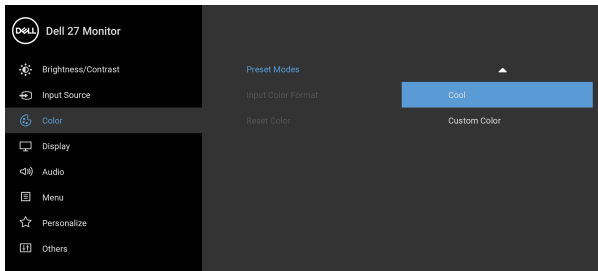 DELL Dell 27 Monitor
Brightness/Contrast Preset Modes
Input Source Input Color Format Cool
Color Reset Color Custom Color
Display
Audio
Menu
Personalize
Others